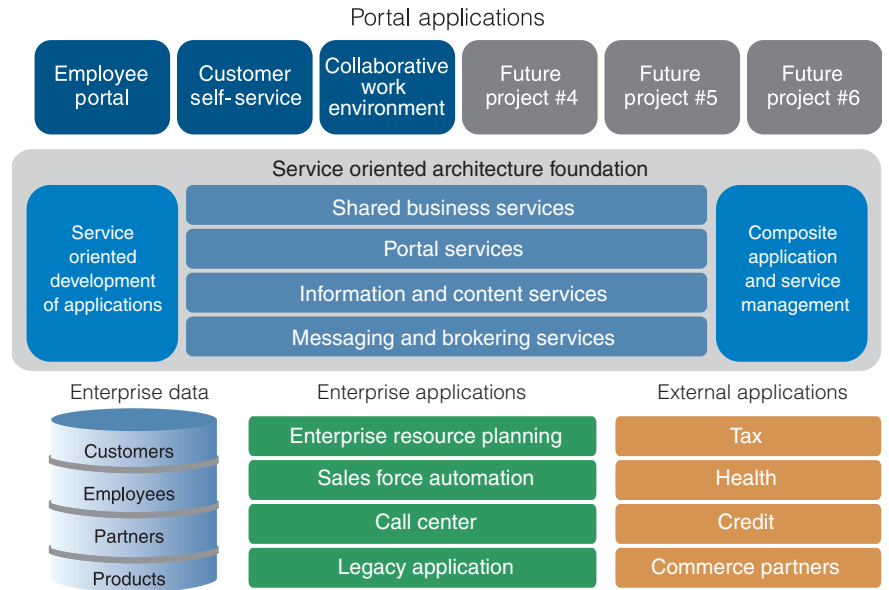 Portal applications
Employee
portal
Customer
self-service
Collaborative
work
environment
Future
project #4
Future
project #5
Future
project #6
Service oriented architecture foundation
Service
oriented
development
of applications
Shared business services
Portal services
Information and content services
Messaging and brokering services
Composite
application
and service
management
Enterprise data
Customers
Employees
Partners
Products
Enterprise applications
Enterprise resource planning
Sales force automation
Call center
Legacy application
External applications
Tax
Health
Credit
Commerce partners